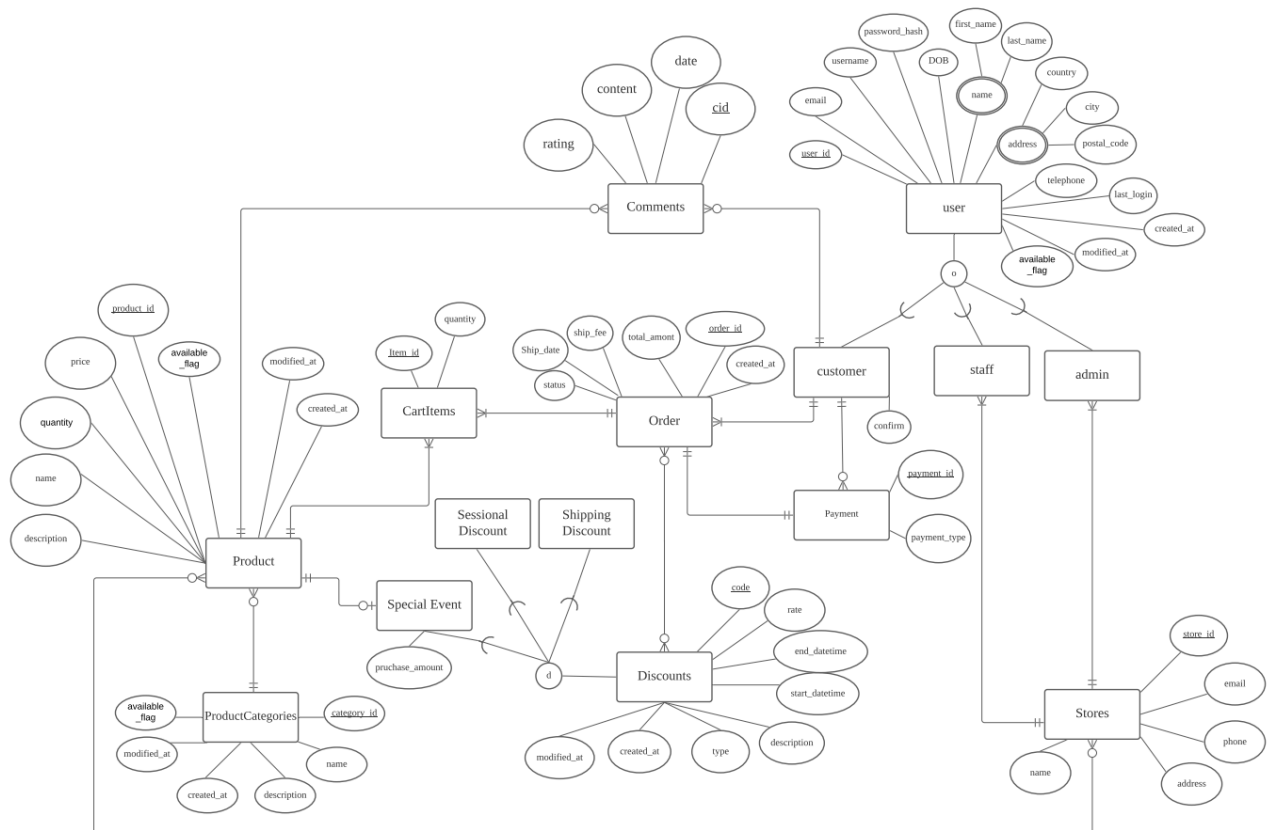 first_name
password_hash
last_name
date
username
DOB
country
content
name
email
cid
city
rating
address
postal_code
user_id
telephone
last_login
Comments
user
created_at
available
_flag
modified_at
o
product_id
quantity
ship_fee
total_amont
order_id
Item_id
Ship_date
created_at
price
available
_flag
modified_at
status
customer
staff
admin
quantity
created_at
CartItems
Order
confirm
name
payment_id
Sessional
Discount
Shipping
Discount
Payment
description
payment_type
Product
code
Special Event
rate
pruchase_amount
end_datetime
store_id
d
Discounts
start_datetime
email
available
_flag
ProductCategories
category_id
Stores
modified_at
name
modified_at
created_at
type
description
phone
created_at
description
name
address